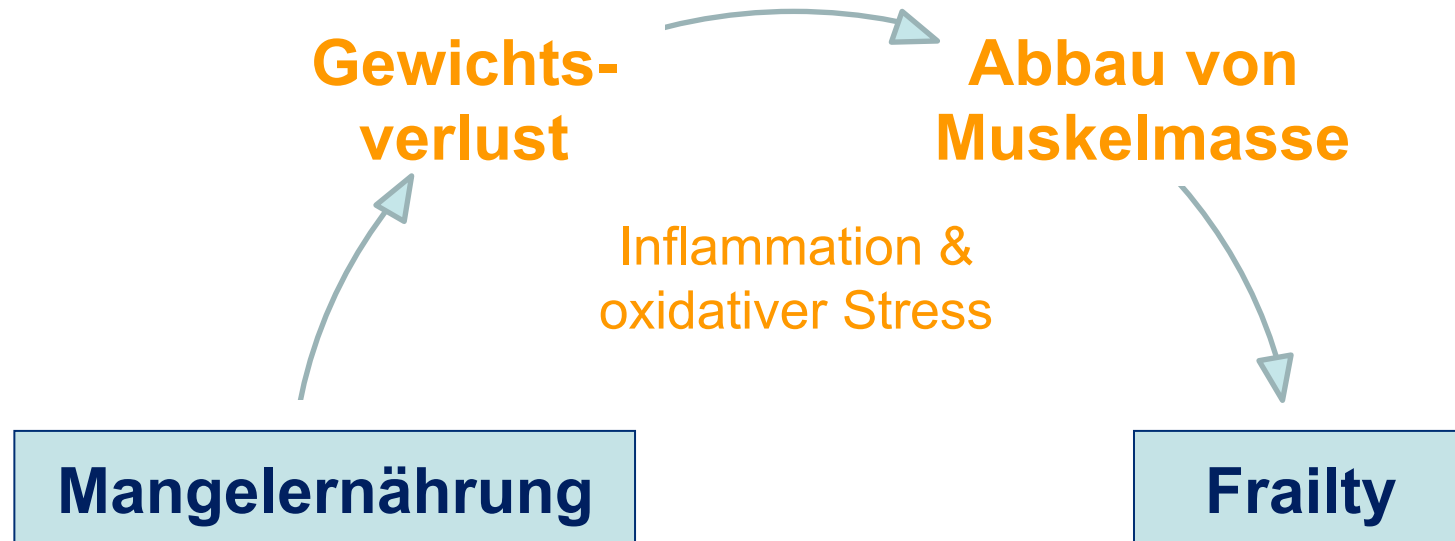 Gewichts-
verlust
Abbau von
Muskelmasse
Inflammation &
oxidativer Stress
Mangelernährung
Frailty